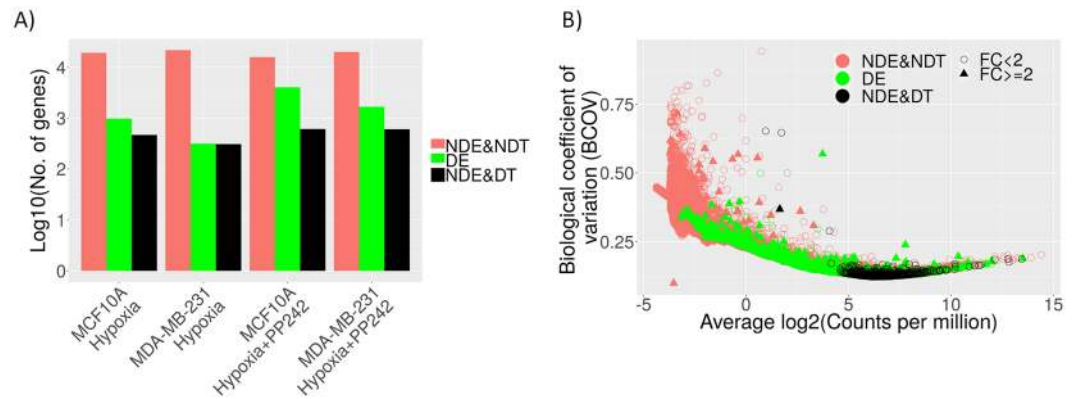 A)
Log10(No. of genes)
4
3
2
1
0
MCF10A
Hypoxia
MDA-MB-231
Hypoxia
MCF10A
Hypoxia+PP242
MDA-MB-231
Hypoxia+PP242
NDE&NDT
DE
NDE&DT
B)
Biological coefficient of
variation (BCOV)
0.75
0.50
0.25
-5
0
5
10
15
Average log2(Counts per million)
NDE&NDT
DE
NDE&DT
FC<2
FC>=2